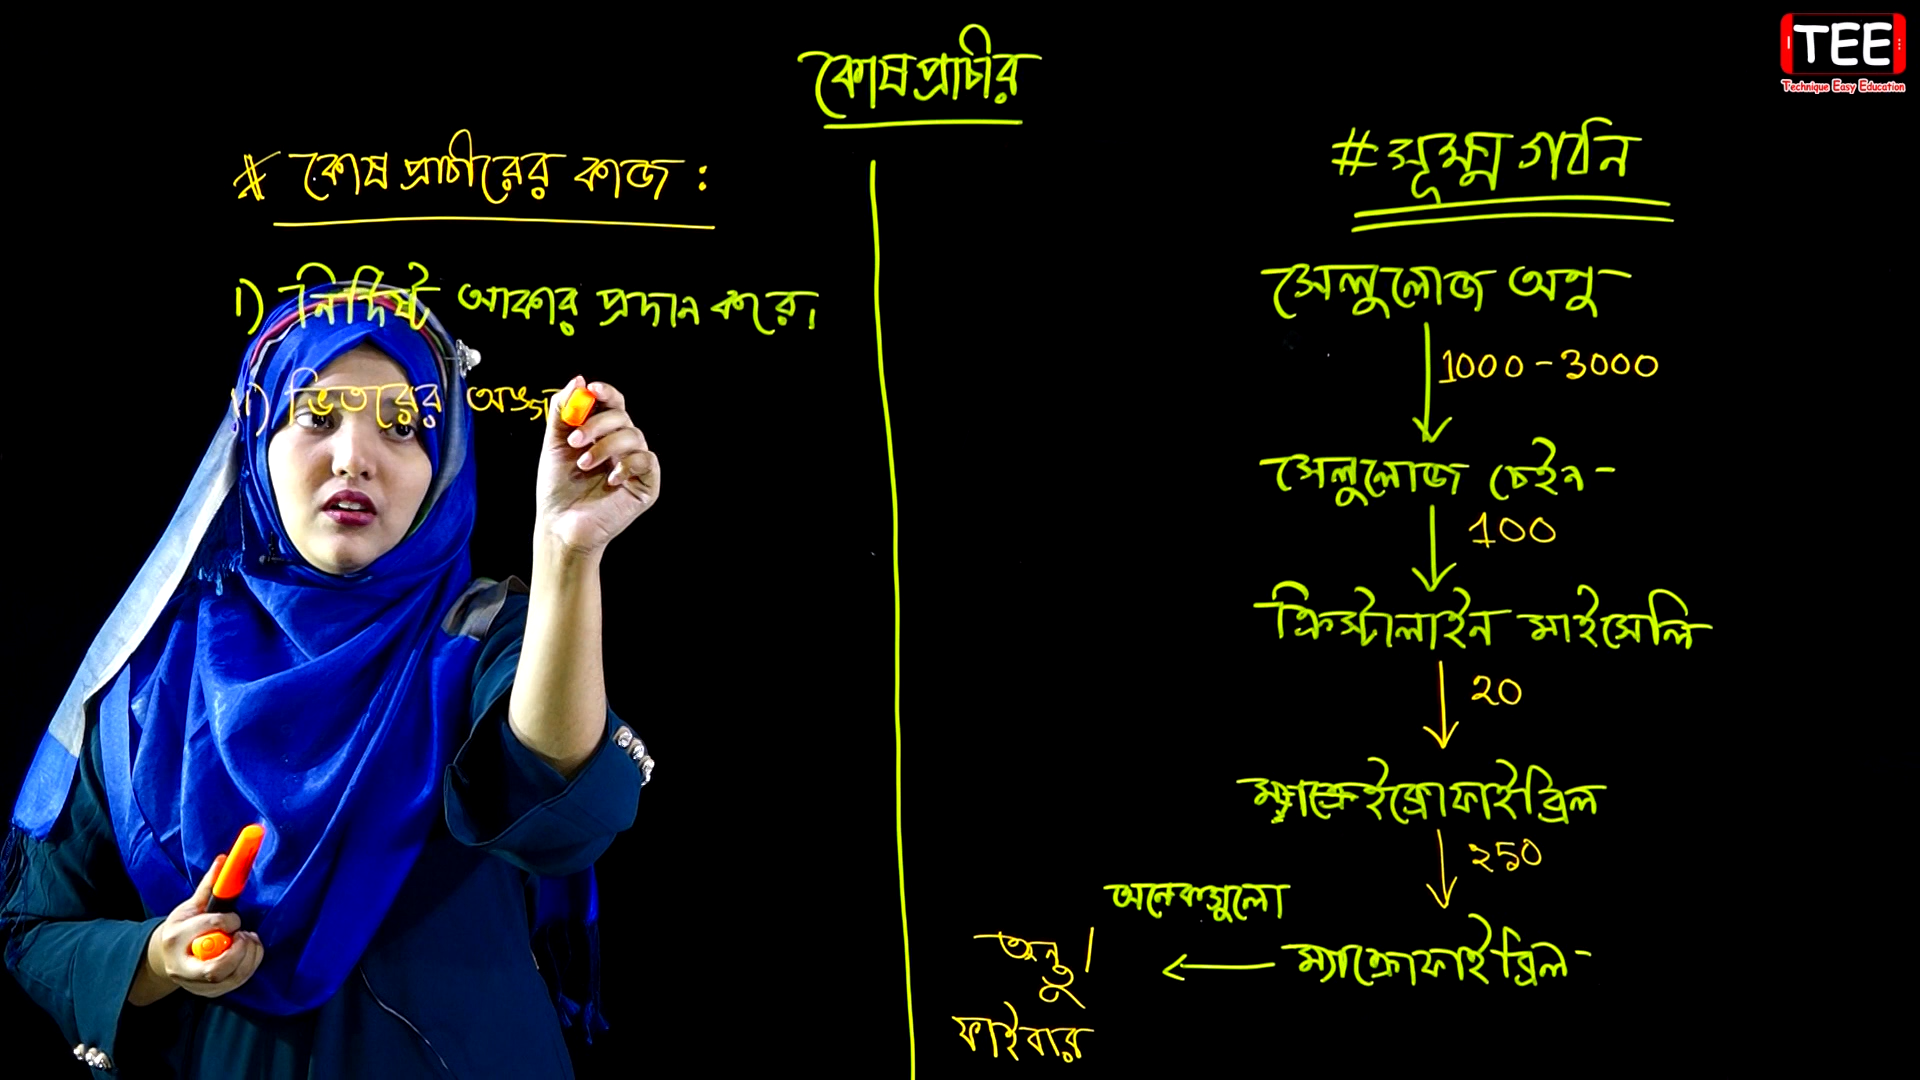 কোষপ্রাচীর
TEE
Technique Easy Education
# কোষ প্রাচীরের কাজ :
i) নির্দিষ্ট আকার প্রদান করে।
ii) ভিতরের অঙ্গ
# সূক্ষ্ম গঠন
সেলুলোজ অণু
1000-3000
সেলুলোজ চেইন
100
ক্রিস্টালাইন মাইসেলি
20
মাইক্রোফাইব্রিল
250
অনেকগুলো
ম্যাক্রোফাইব্রিল
তন্তু/
ফাইবার